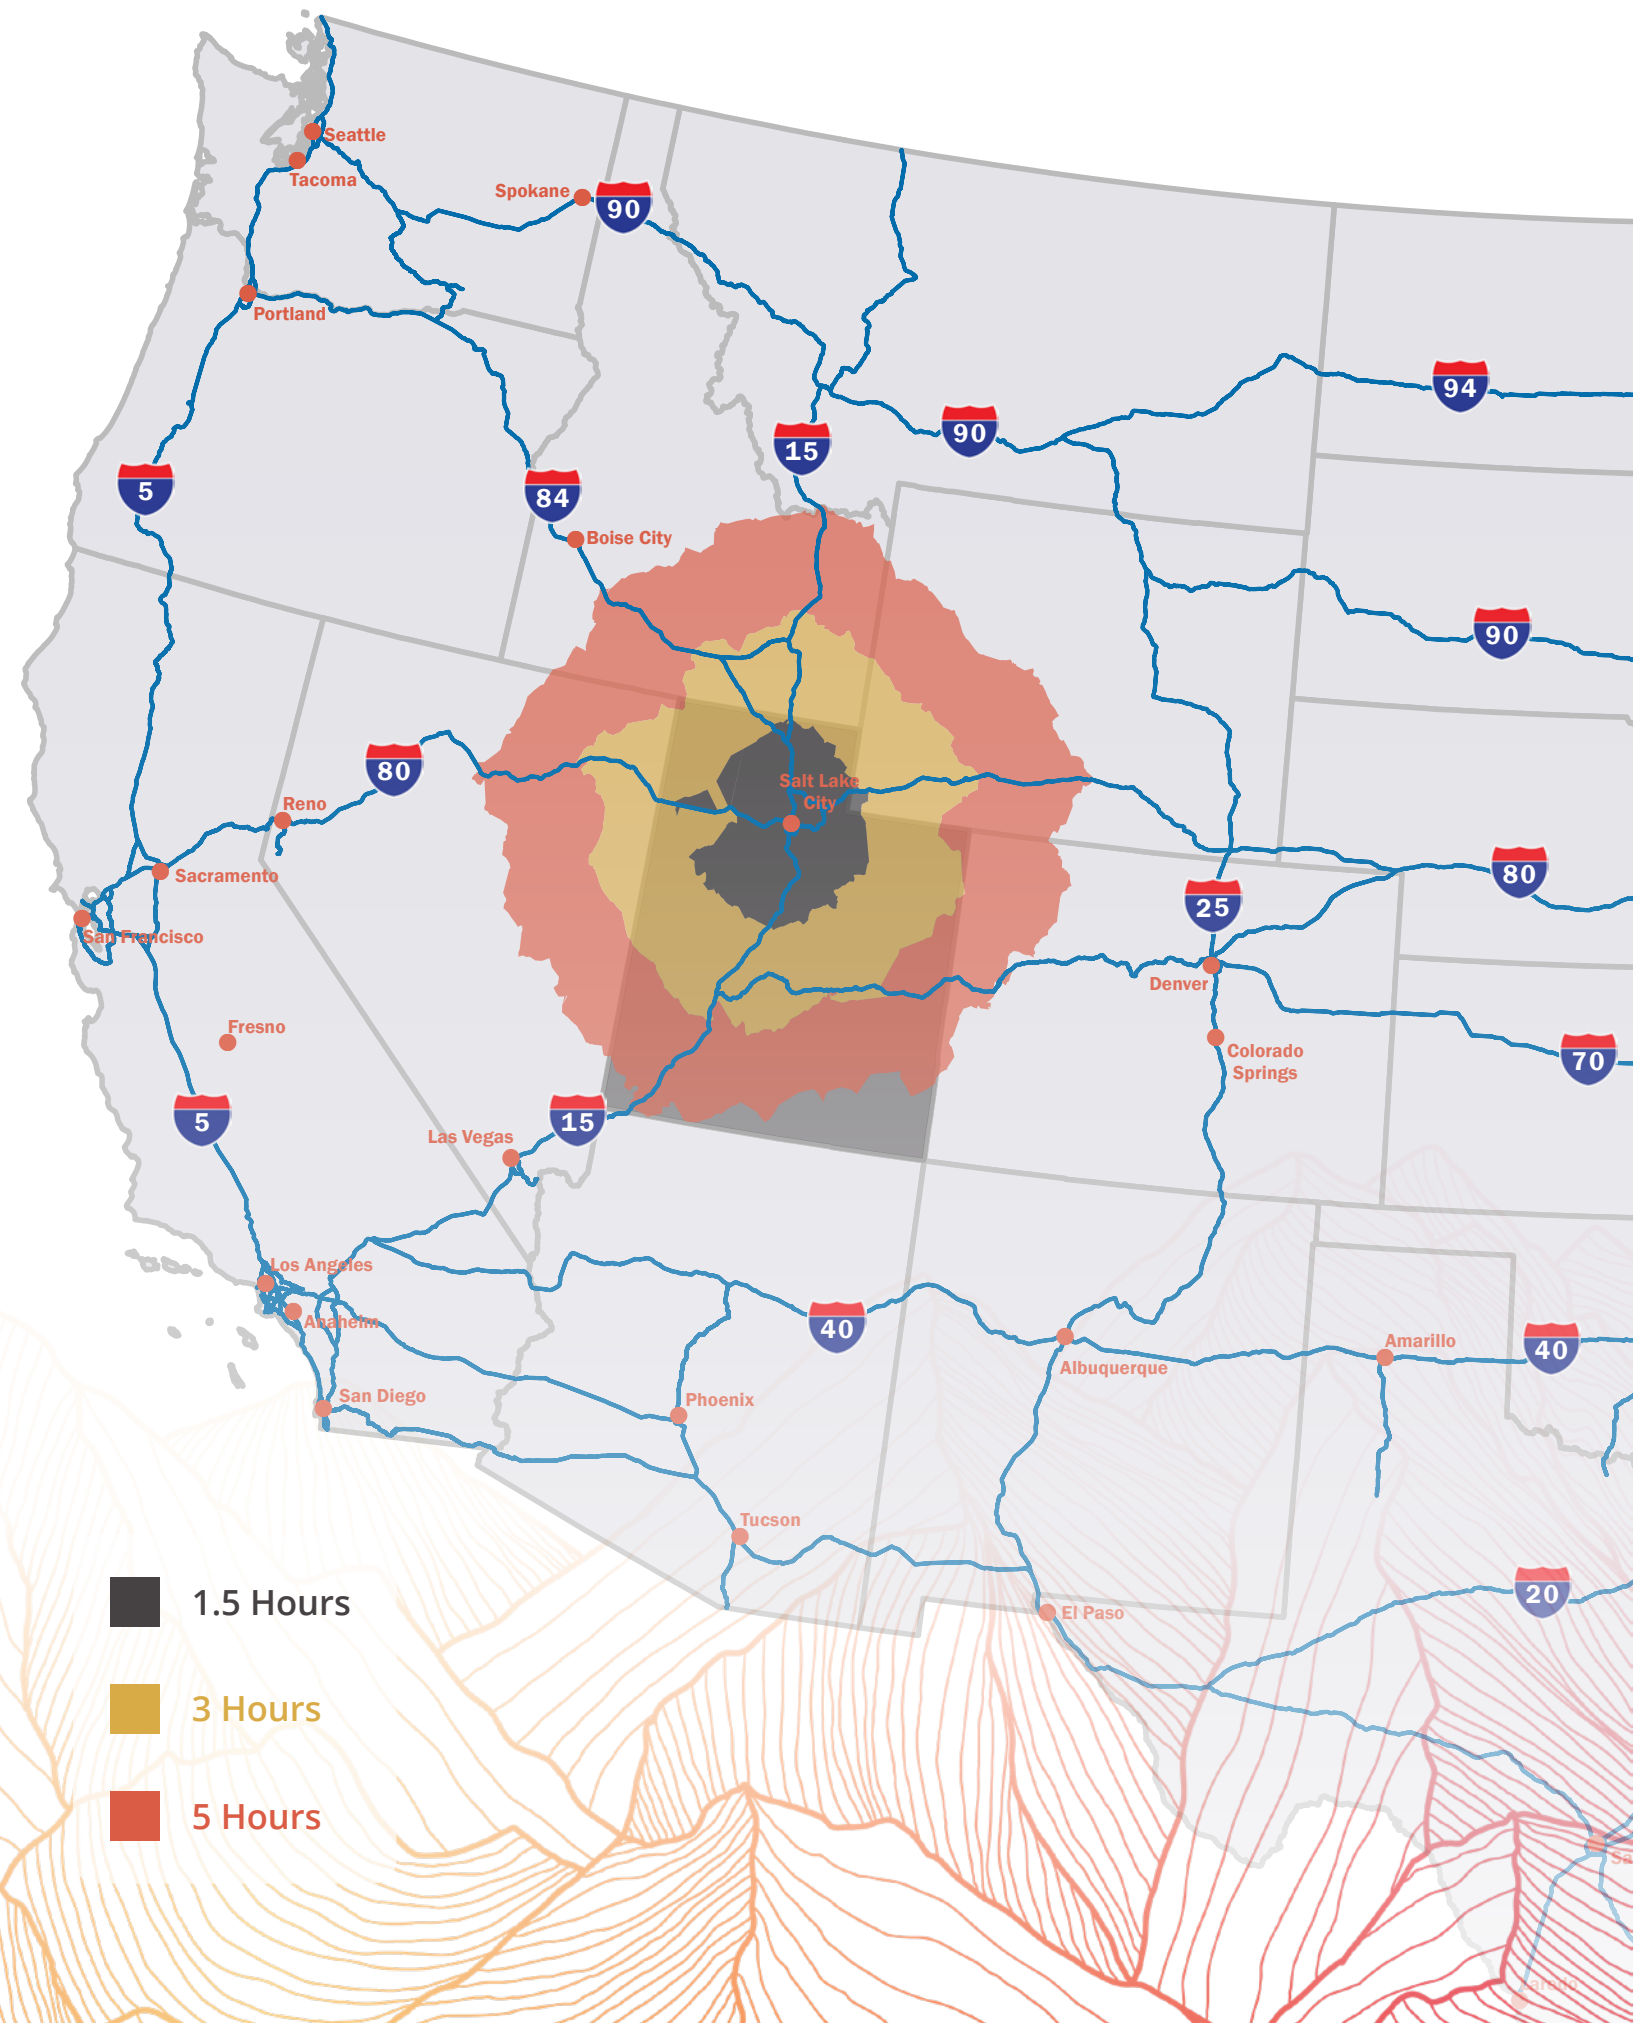 Seattle
Tacoma
Spokane
90
Portland
94
90
15
5
84
Boise City
90
80
Salt Lake
City
Reno
Sacramento
80
25
San Francisco
Denver
Fresno
Colorado
Springs
70
5
15
Las Vegas
Los Angeles
Anaheim
40
Albuquerque
Amarillo
40
San Diego
Phoenix
Tucson
20
El Paso
1.5 Hours
3 Hours
5 Hours
Sa
Laredo